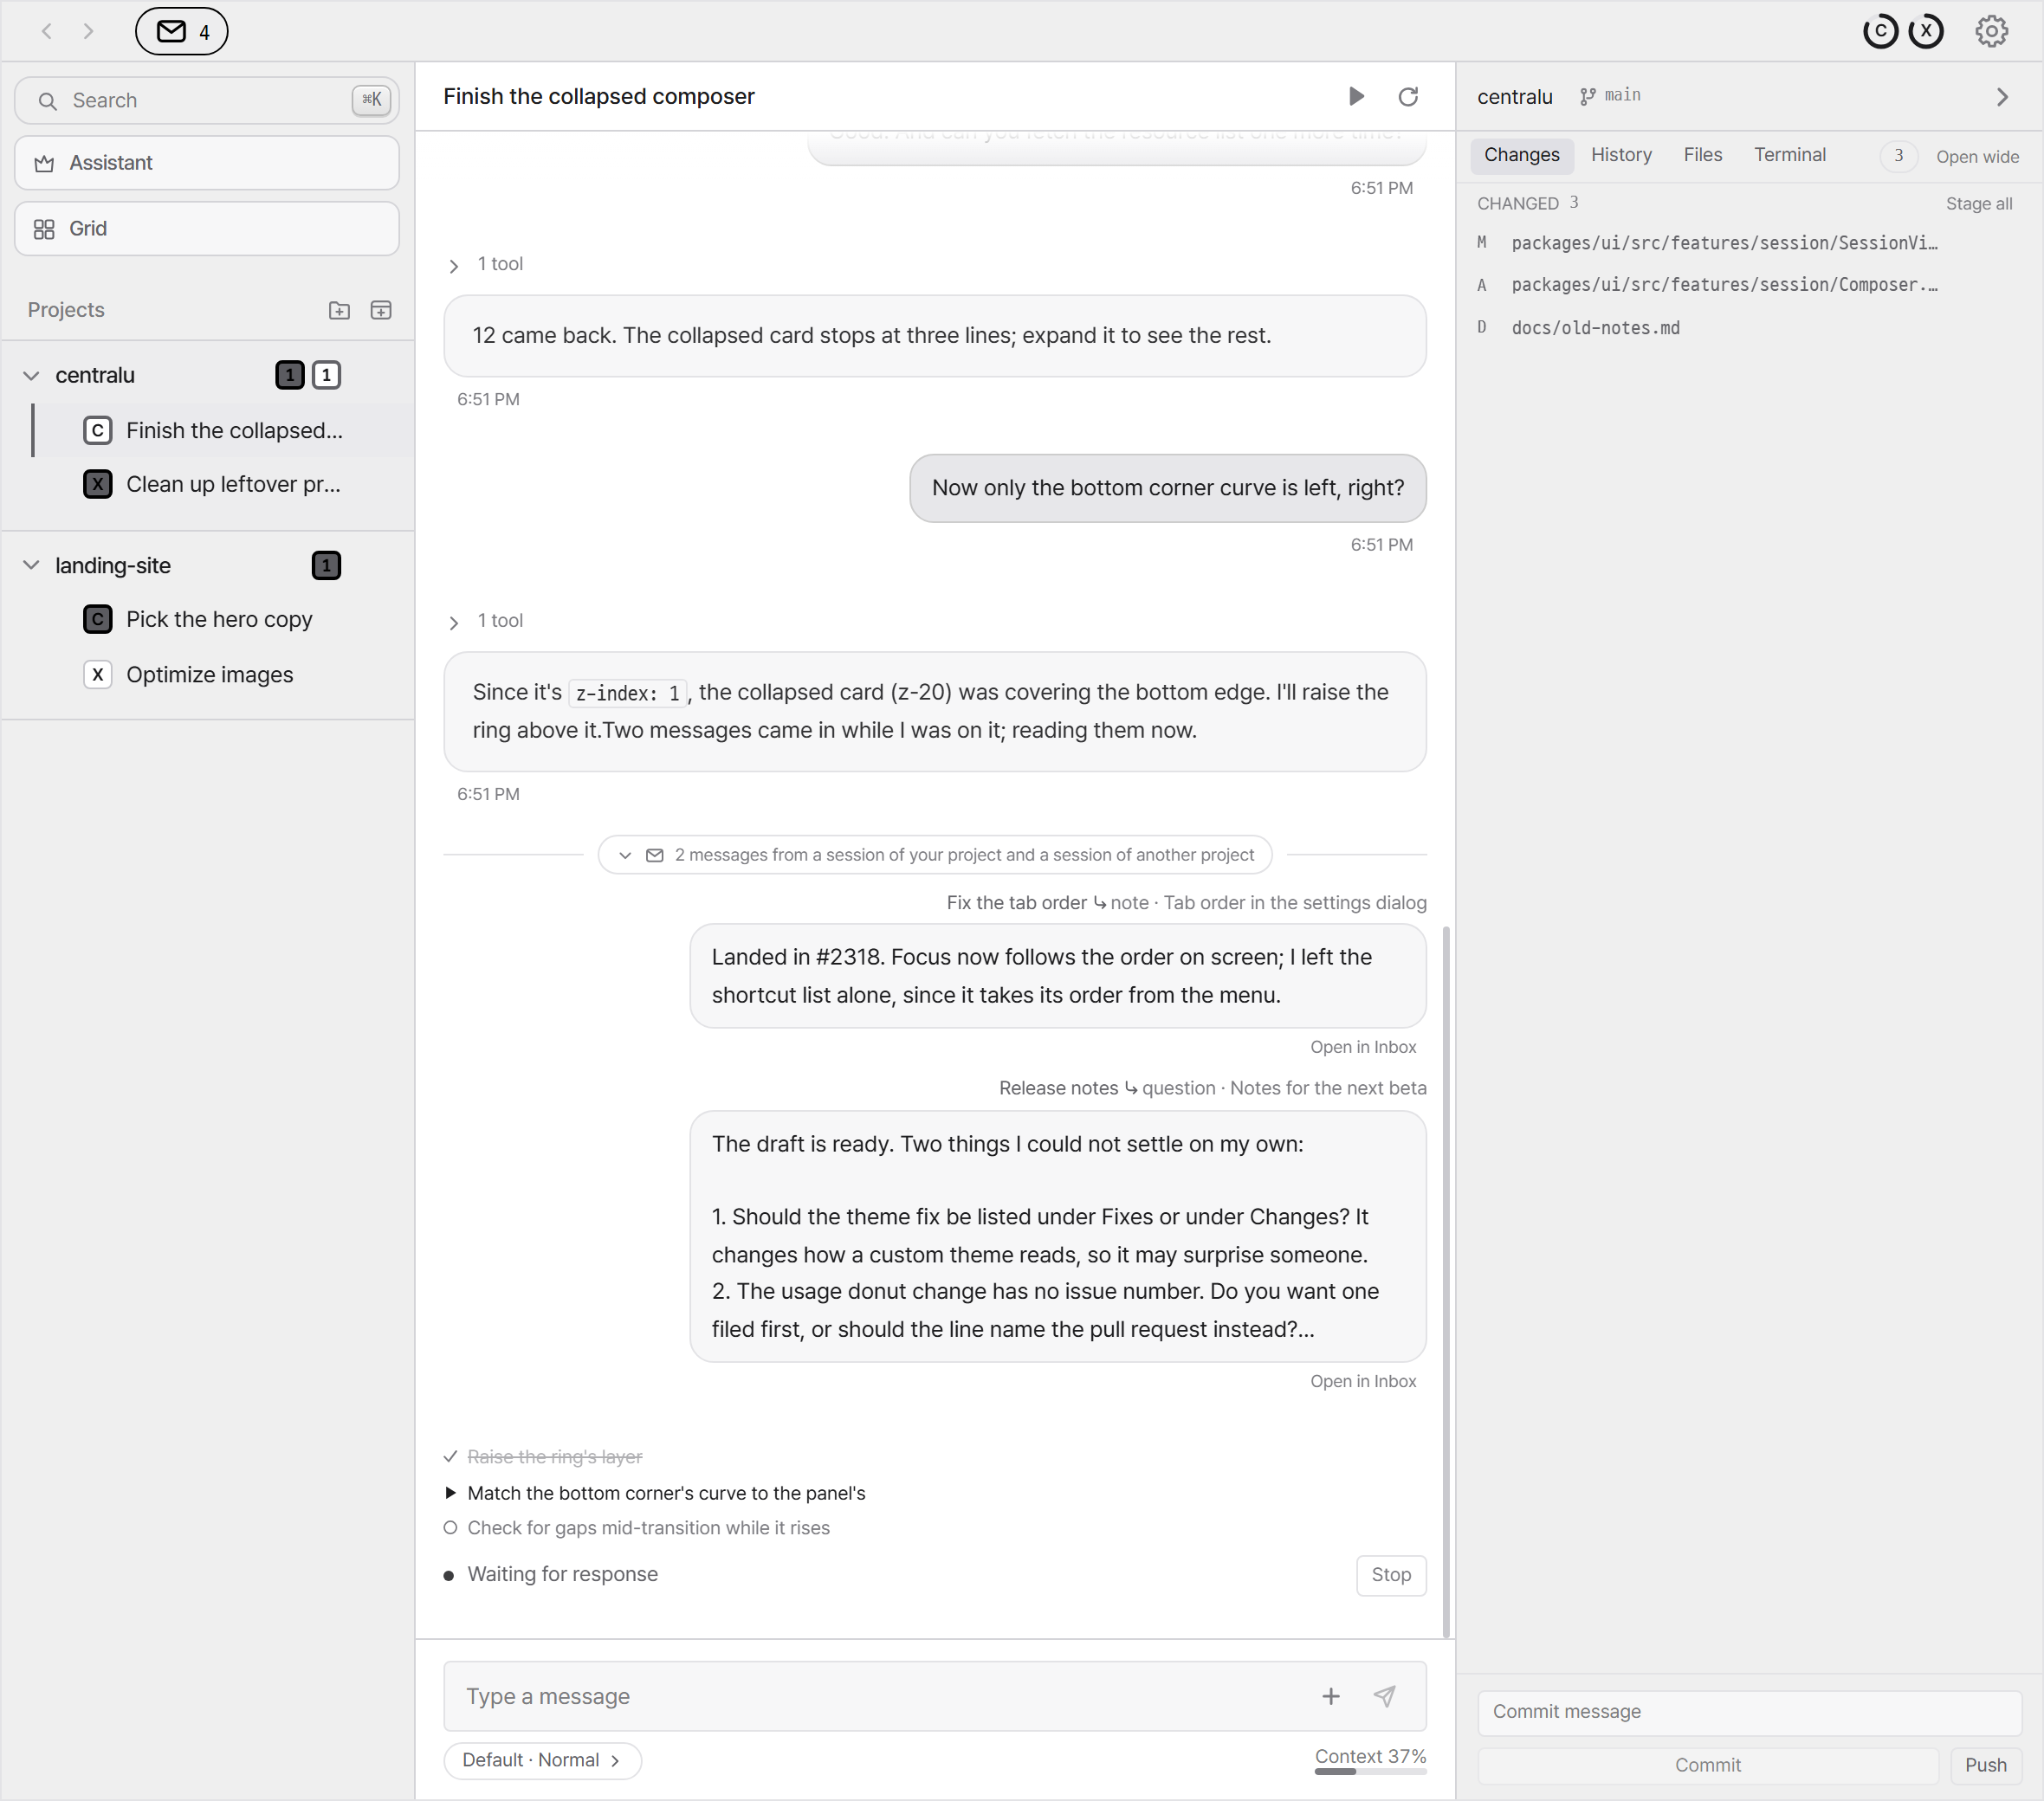 4
C
X
Search
⌘K
Assistant
Grid
Projects
centralu
1
1
C
Finish the collapsed...
X
Clean up leftover pr...
landing-site
1
C
Pick the hero copy
X
Optimize images
Finish the collapsed composer
Good. And can you fetch the resource list one more time?
6:51 PM
1 tool
12 came back. The collapsed card stops at three lines; expand it to see the rest.
6:51 PM
Now only the bottom corner curve is left, right?
6:51 PM
1 tool
Since it's z-index: 1, the collapsed card (z-20) was covering the bottom edge. I'll raise the
ring above it.Two messages came in while I was on it; reading them now.
6:51 PM
2 messages from a session of your project and a session of another project
Fix the tab order ↳ note · Tab order in the settings dialog
Landed in #2318. Focus now follows the order on screen; I left the
shortcut list alone, since it takes its order from the menu.
Open in Inbox
Release notes ↳ question · Notes for the next beta
The draft is ready. Two things I could not settle on my own:
1. Should the theme fix be listed under Fixes or under Changes? It
changes how a custom theme reads, so it may surprise someone.
2. The usage donut change has no issue number. Do you want one
filed first, or should the line name the pull request instead?...
Open in Inbox
Raise the ring's layer
Match the bottom corner's curve to the panel's
Check for gaps mid-transition while it rises
Waiting for response
Stop
Type a message
Default · Normal
Context 37%
centralu
main
Changes
History
Files
Terminal
3
Open wide
CHANGED 3
Stage all
M packages/ui/src/features/session/SessionVi…
A packages/ui/src/features/session/Composer.…
D docs/old-notes.md
Commit message
Commit
Push